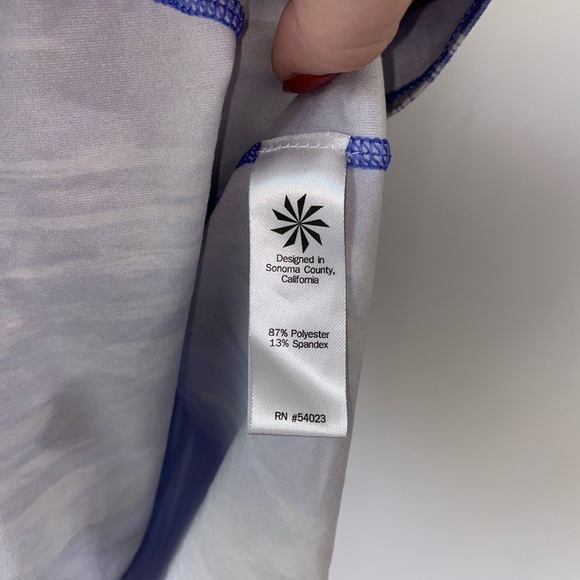 Designed in
Sonoma County,
California
87% Polyester
13% Spandex
RN #54023